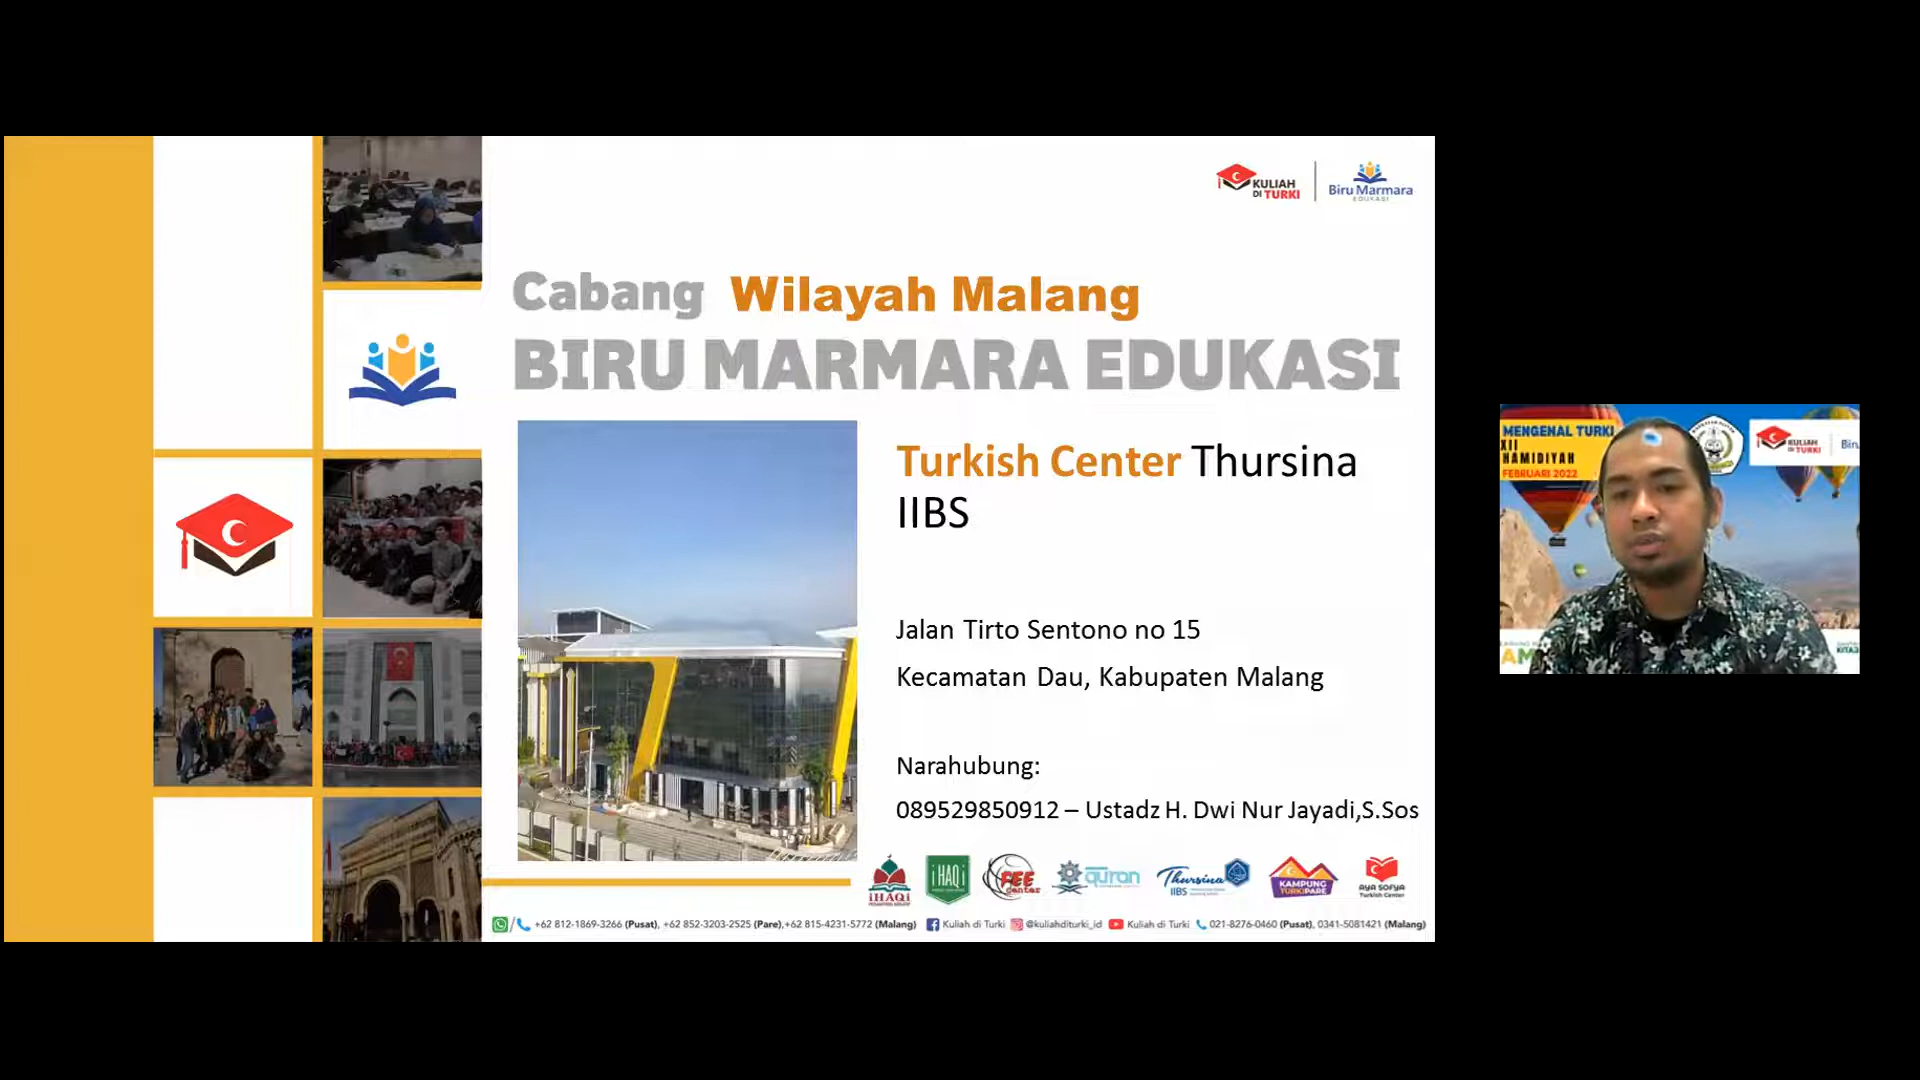 KULIAH
DI TURKI
Biru Marmara
EDUKASI
Cabang Wilayah Malang
BIRU MARMARA EDUKASI
Turkish Center Thursina
IIBS
Jalan Tirto Sentono no 15
Kecamatan Dau, Kabupaten Malang
Narahubung:
089529850912 – Ustadz H. Dwi Nur Jayadi,S.Sos
iHAQi
iHAQi
FEE
Center
quran
Thursina
IIBS
KAMPUNG
TURKI PARE
AYA SOFYA
Turkish Center
+62 812-1869-3266 (Pusat), +62 852-3203-2525 (Pare),+62 815-4231-5772 (Malang) Kuliah di Turki @kuliahditurki_id Kuliah di Turki 021-8276-0460 (Pusat), 0341-5081421 (Malang)
MENGENAL TURKI
XII
HAMIDIYAH
FEBRUARI 2022
KULIAH
DI TURKI